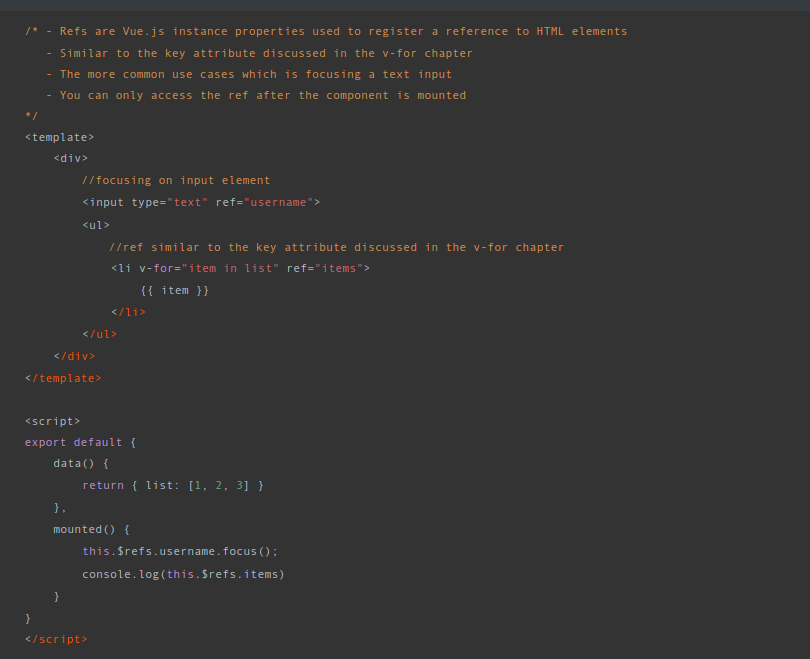 /* - Refs are Vue.js instance properties used to register a reference to HTML elements
   - Similar to the key attribute discussed in the v-for chapter
   - The more common use cases which is focusing a text input
   - You can only access the ref after the component is mounted
*/
<template>
    <div>
        //focusing on input element
        <input type="text" ref="username">
        <ul>
            //ref similar to the key attribute discussed in the v-for chapter
            <li v-for="item in list" ref="items">
                {{ item }}
            </li>
        </ul>
    </div>
</template>

<script>
export default {
    data() {
        return { list: [1, 2, 3] }
    },
    mounted() {
        this.$refs.username.focus();
        console.log(this.$refs.items)
    }
}
</script>